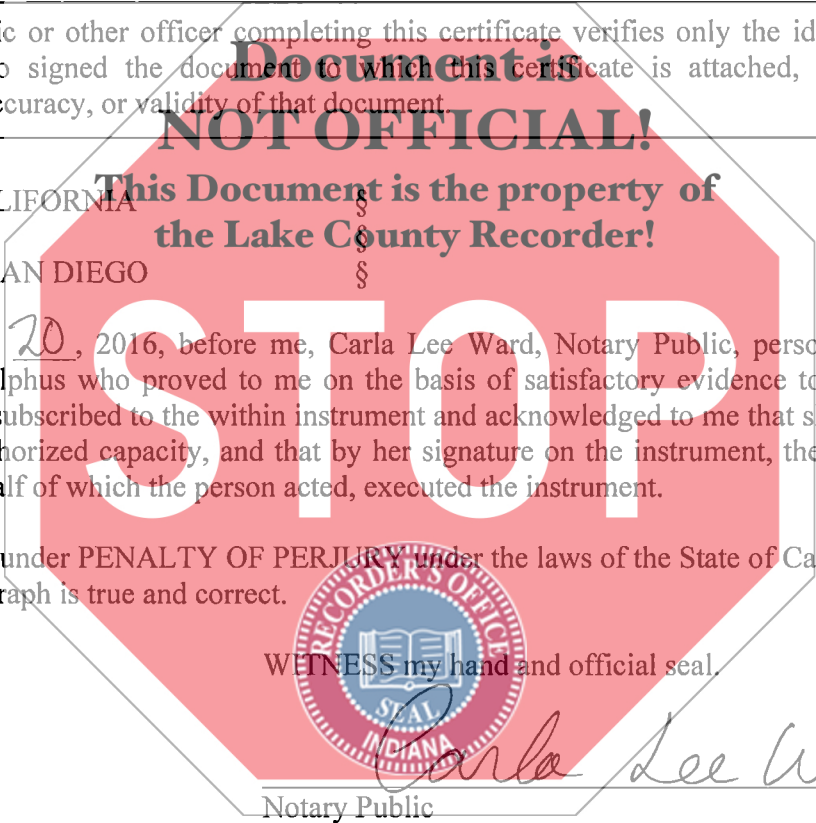 ic or other officer completing this certificate verifies only the id
o signed the document to which this certificate is attached,
ccuracy, or validity of that document.
Document is
NOT OFFICIAL!
This Document is the property of
the Lake County Recorder!
LIFORNIA §
§
AN DIEGO §
STOP
20, 2016, before me, Carla Lee Ward, Notary Public, perso
lphus who proved to me on the basis of satisfactory evidence to
subscribed to the within instrument and acknowledged to me that s
horized capacity, and that by her signature on the instrument, the
alf of which the person acted, executed the instrument.
under PENALTY OF PERJURY under the laws of the State of Ca
raph is true and correct.
RECORDER'S OFFICE
SEAL
INDIANA
WITNESS my hand and official seal.
Carla Lee W
Notary Public